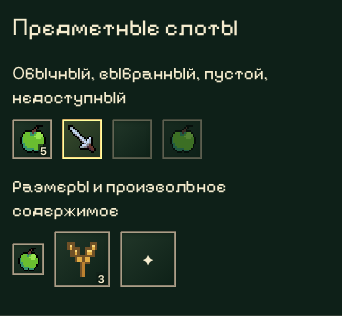 Предметные слоты
Обычный, выбранный, пустой,
недоступный
5
Размеры и произвольное
содержимое
3